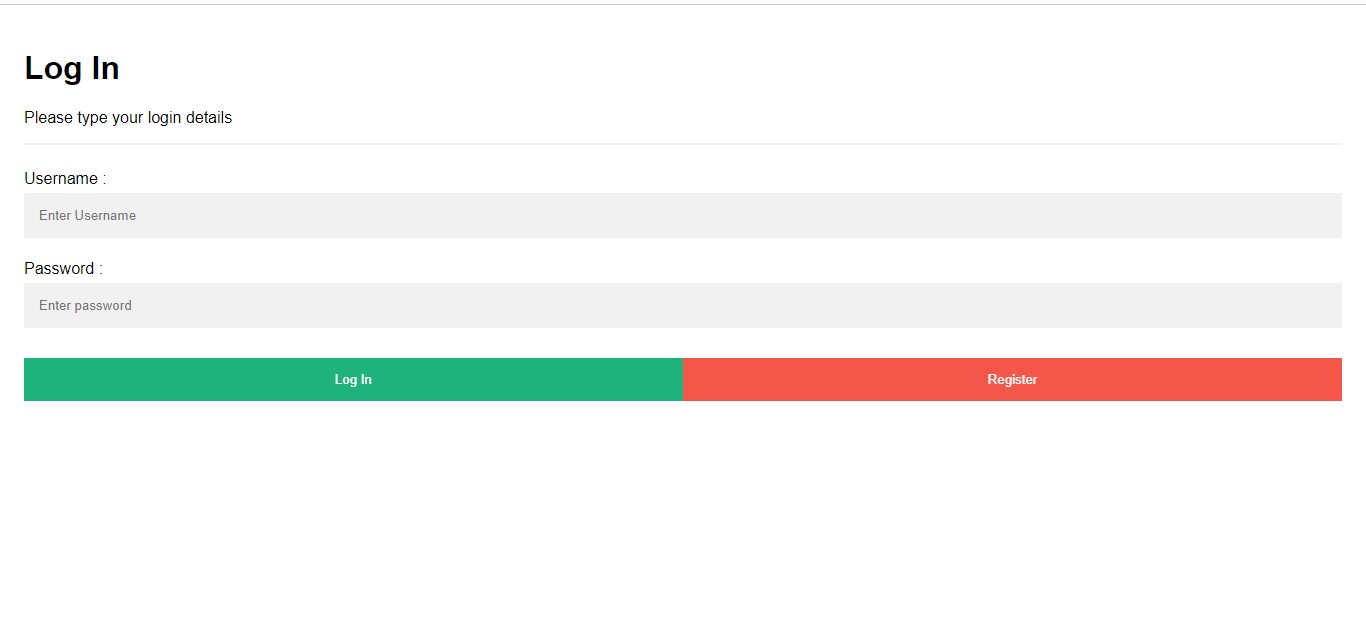 Log In
Please type your login details
Username :
Enter Username
Password :
Enter password
Log In
Register